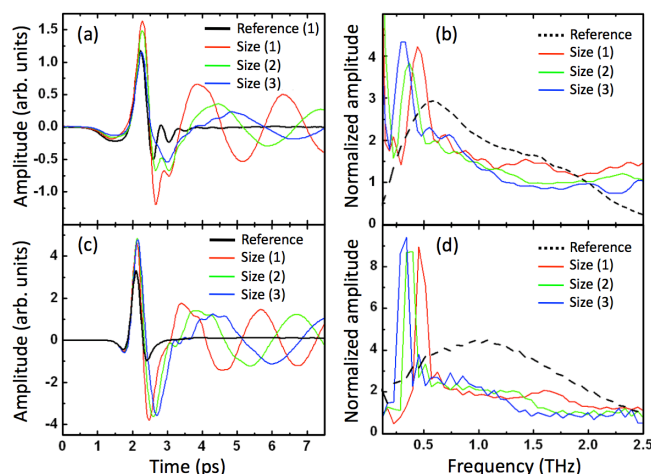 (a)
Reference (1)
Size (1)
Size (2)
Size (3)
Amplitude (arb. units)
1.5
1.0
0.5
0.0
-0.5
-1.0
(b)
Reference
Size (1)
Size (2)
Size (3)
Normalized amplitude
4
3
2
1
0
(c)
Reference
Size (1)
Size (2)
Size (3)
Amplitude (arb. units)
4
2
0
-2
-4
0 1 2 3 4 5 6 7
Time (ps)
(d)
Reference
Size (1)
Size (2)
Size (3)
Normalized amplitude
8
6
4
2
0
0.5 1.0 1.5 2.0 2.5
Frequency (THz)